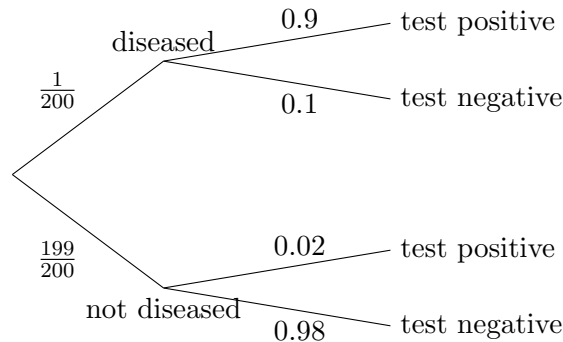 0.9
test positive
diseased
1/200
0.1
test negative
199/200
0.02
test positive
not diseased
0.98
test negative